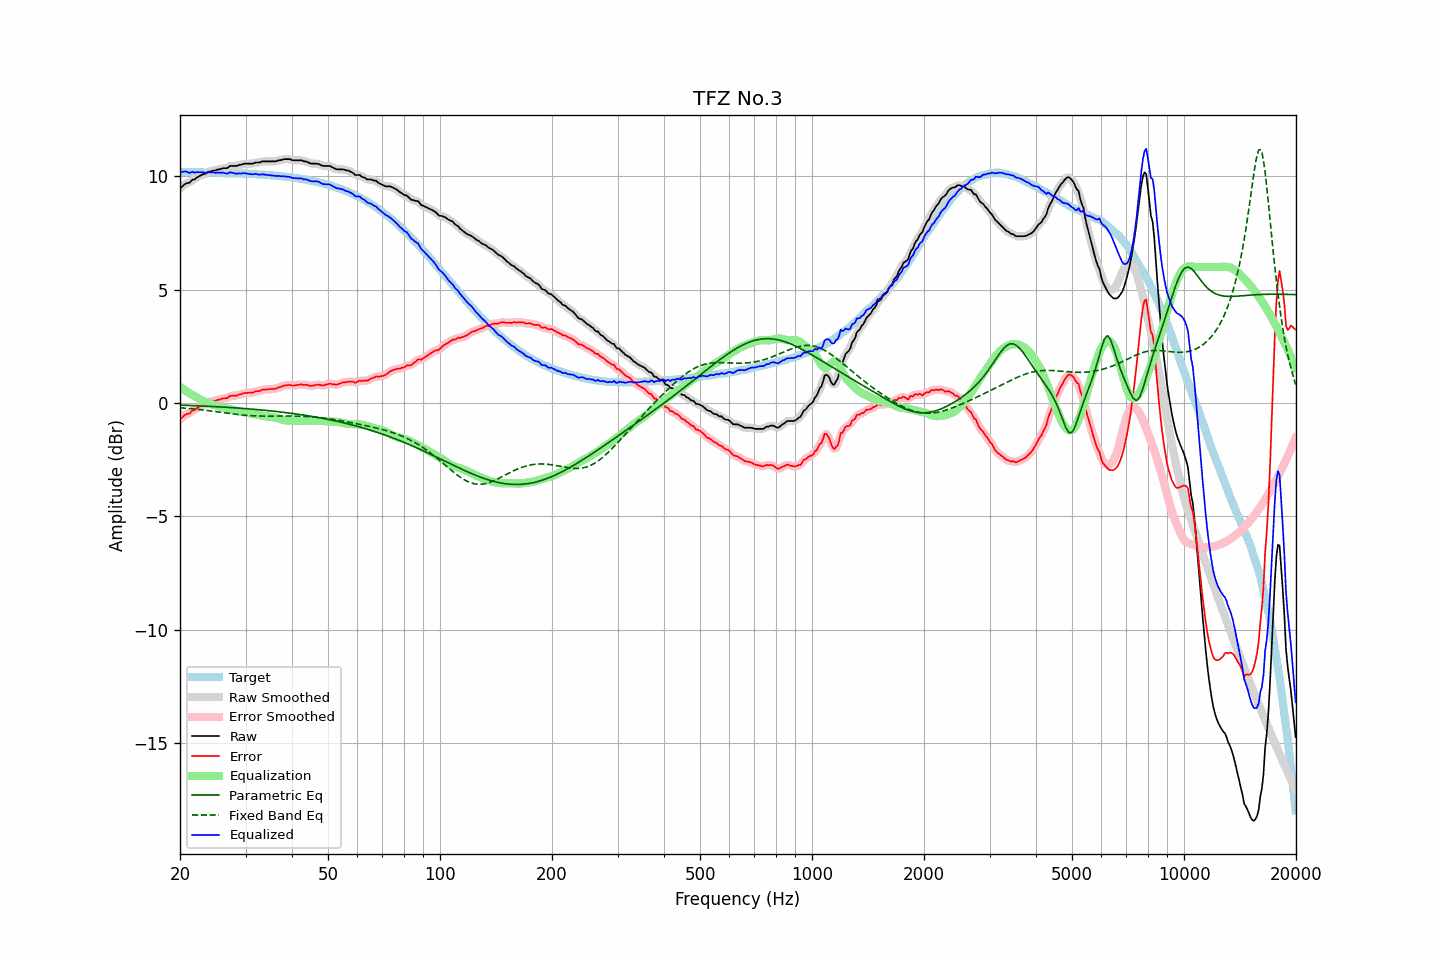 TFZ No.3
Amplitude (dBr)
10
5
0
−5
−10
−15
Target
Raw Smoothed
Error Smoothed
Raw
Error
Equalization
Parametric Eq
Fixed Band Eq
Equalized
20 50 100 200 500 1000 2000 5000 10000 20000
Frequency (Hz)